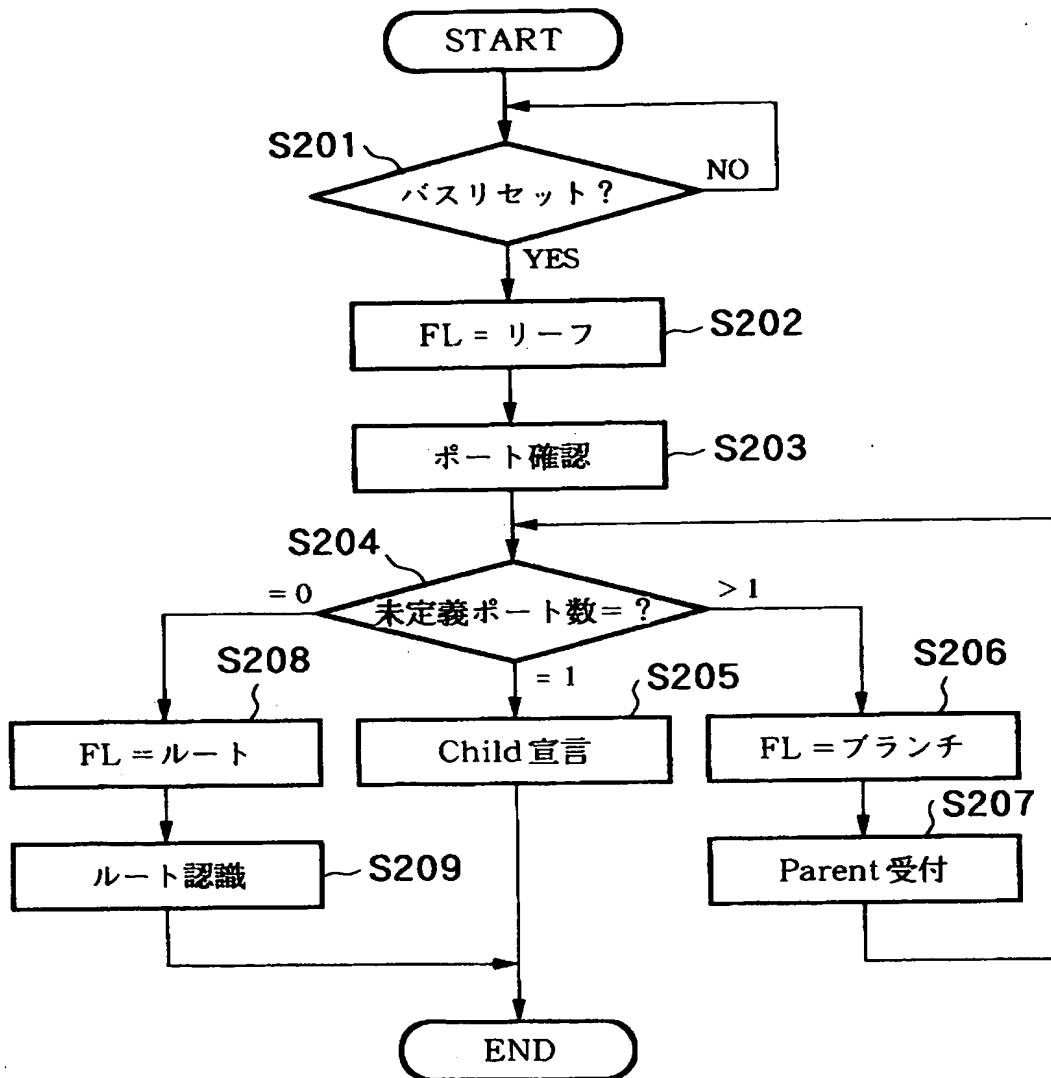 START
S201
バスリセット?
NO
YES
FL = リーフ
S202
ポート確認
S203
S204
= 0
未定義ポート数= ?
> 1
= 1
S208
S205
S206
FL =ルート
Child宣言
FL =ブランチ
S207
ルート認識
S209
Parent受付
END